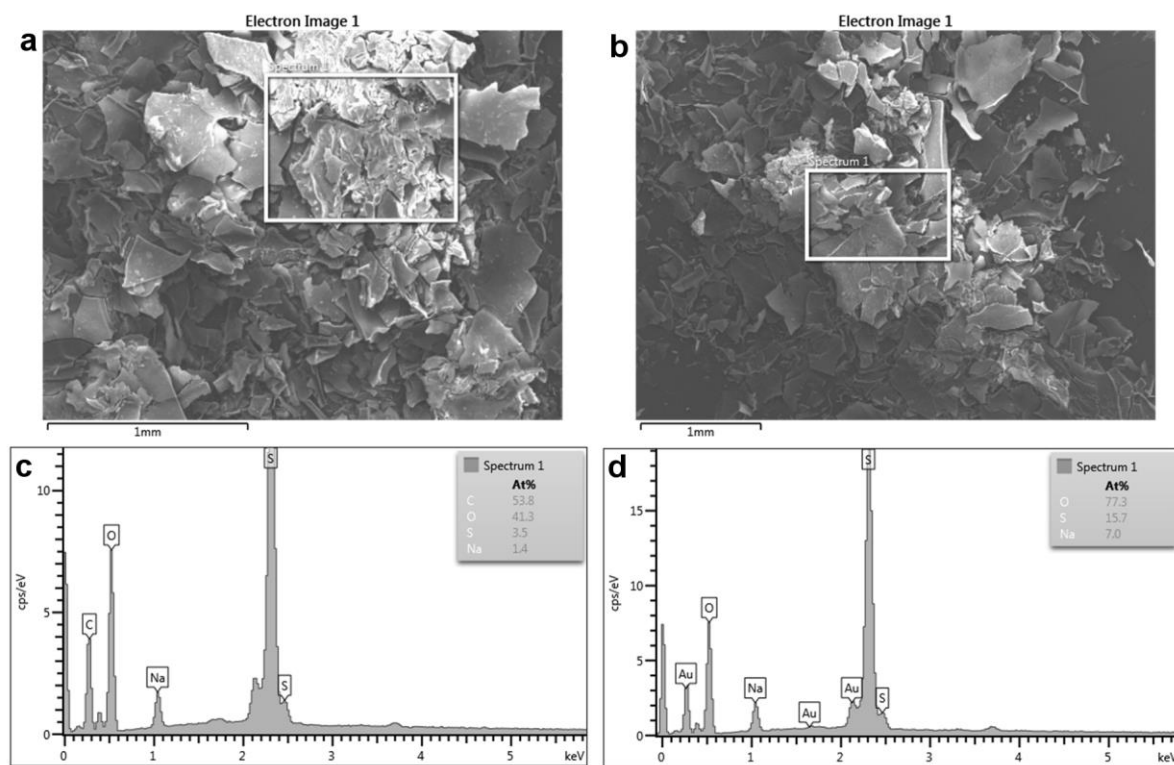 Electron Image 1
a
Spectrum 1
1mm
Electron Image 1
b
Spectrum 1
1mm
c
cps/eV
10
5
0
C
O
Na
S
S
Spectrum 1
At%
C 53.8
O 41.3
S 3.5
Na 1.4
0 1 2 3 4 5 keV
d
cps/eV
15
10
5
0
Au
O
Na
Au
Au
S
S
Spectrum 1
At%
O 77.3
S 15.7
Na 7.0
0 1 2 3 4 5 keV